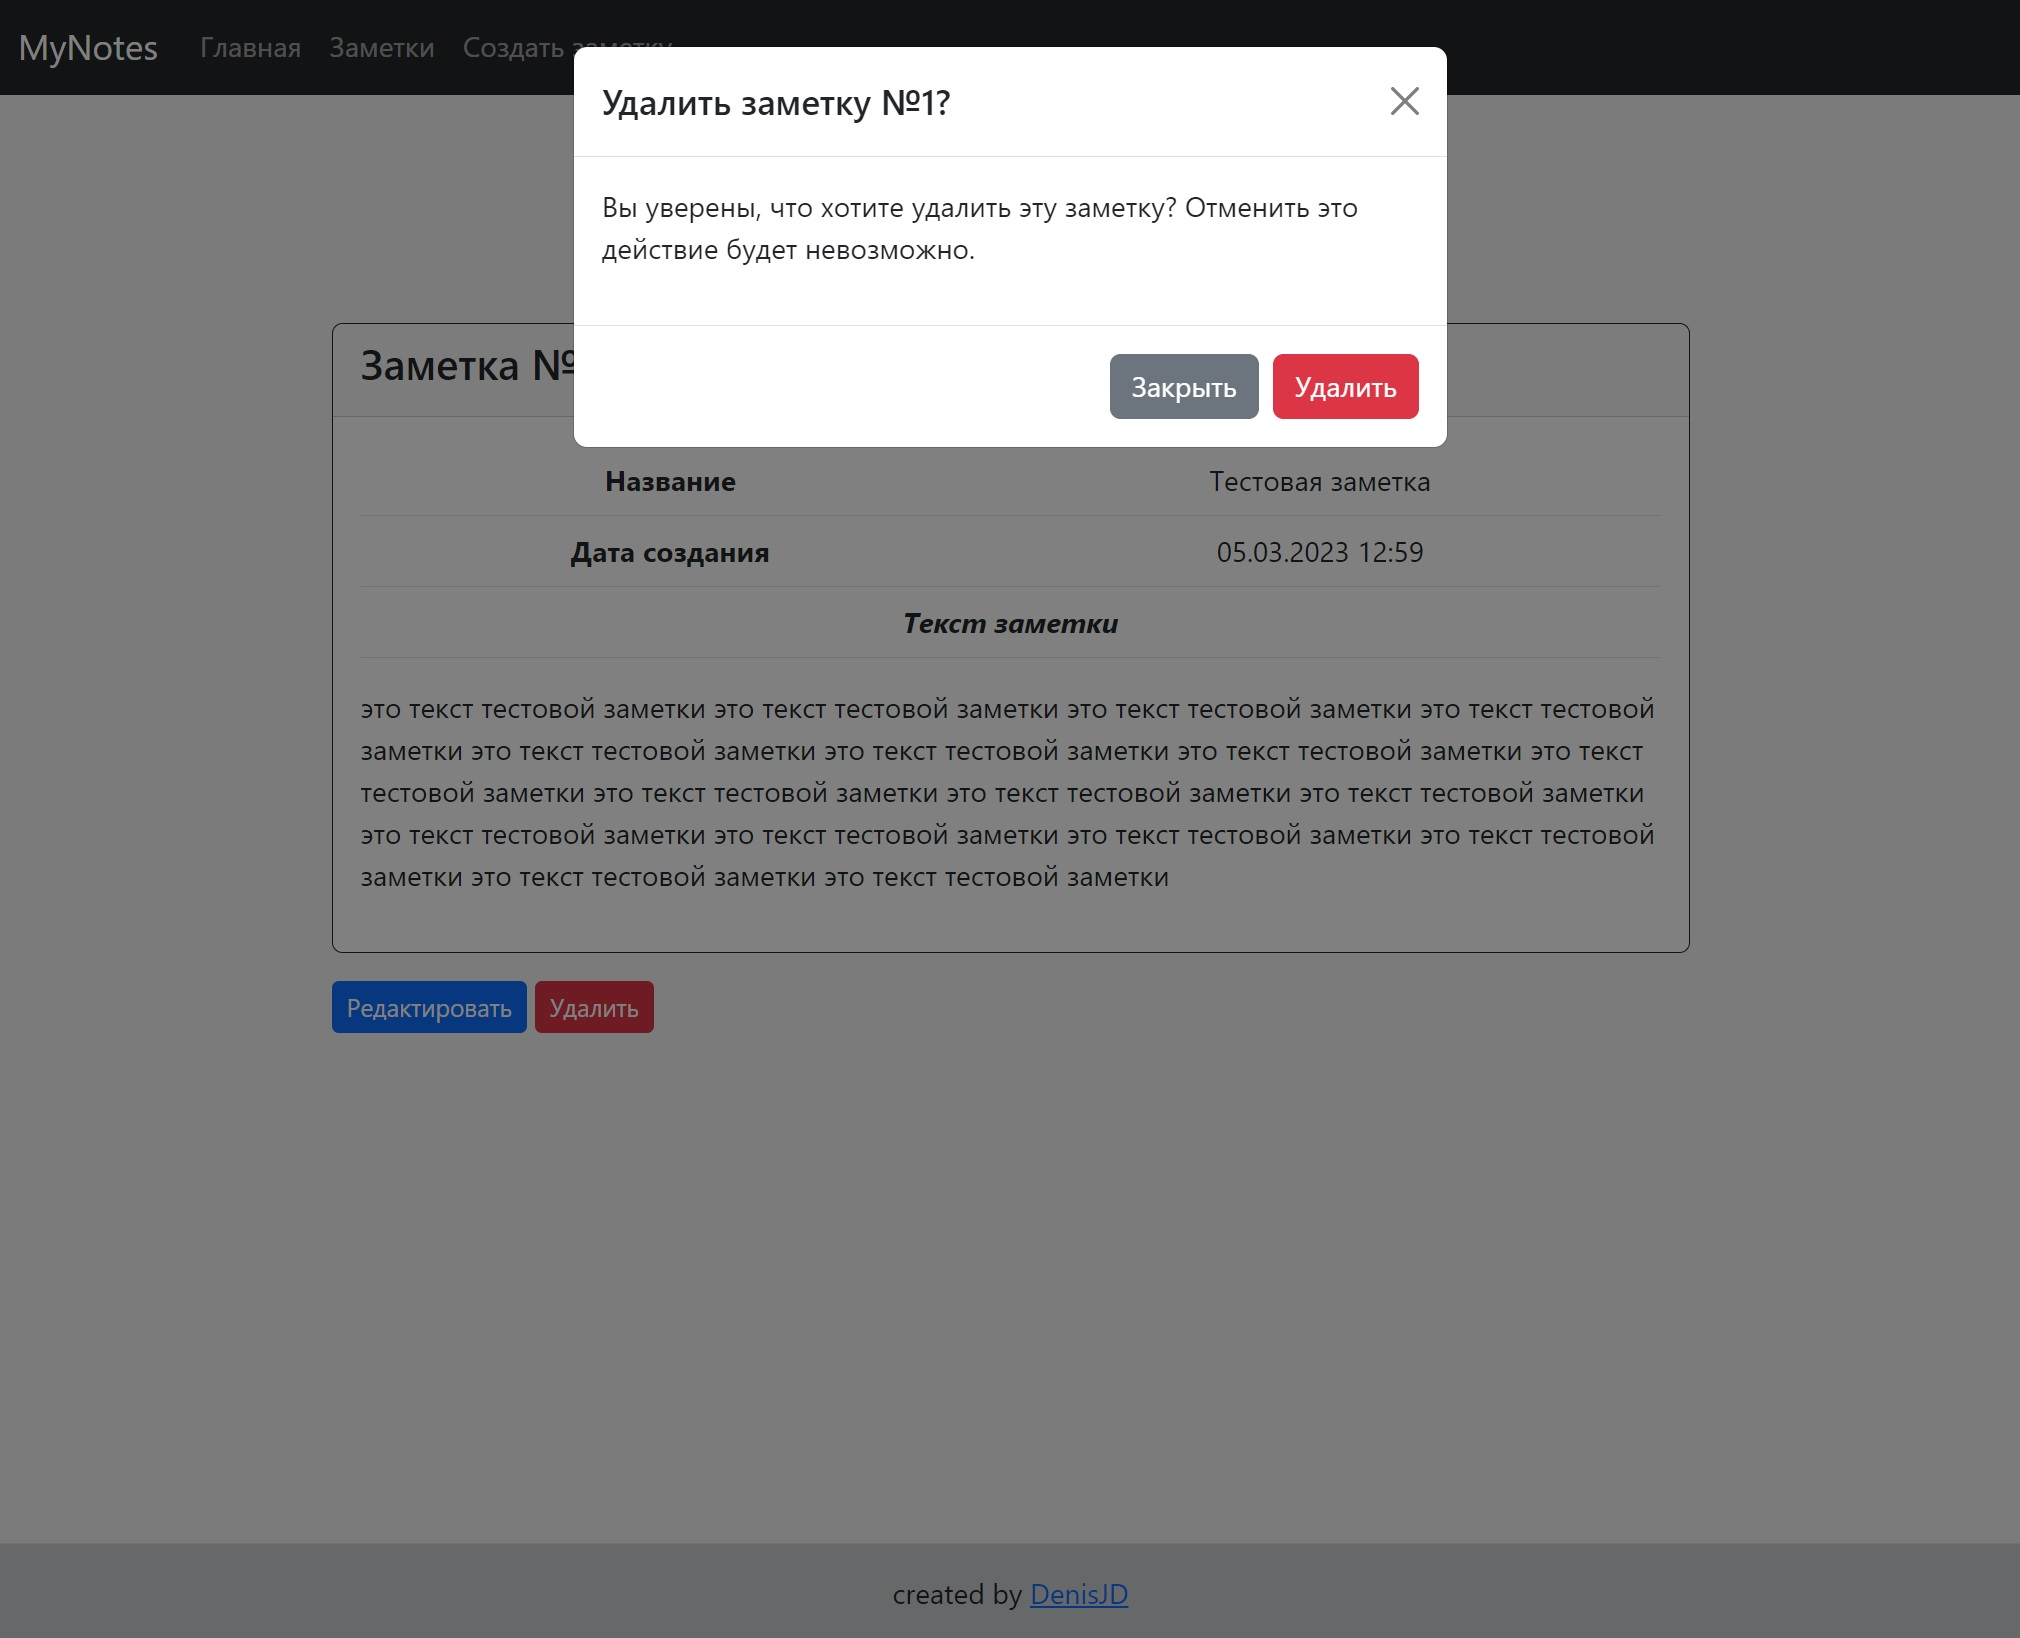 MyNotes Главная Заметки Создать заметку
Удалить заметку №1?
Вы уверены, что хотите удалить эту заметку? Отменить это
действие будет невозможно.
Закрыть Удалить
Заметка №
Название Тестовая заметка
Дата создания 05.03.2023 12:59
Текст заметки
это текст тестовой заметки это текст тестовой заметки это текст тестовой заметки это текст тестовой
заметки это текст тестовой заметки это текст тестовой заметки это текст тестовой заметки это текст
тестовой заметки это текст тестовой заметки это текст тестовой заметки это текст тестовой заметки
это текст тестовой заметки это текст тестовой заметки это текст тестовой заметки это текст тестовой
заметки это текст тестовой заметки это текст тестовой заметки
Редактировать Удалить
created by DenisJD